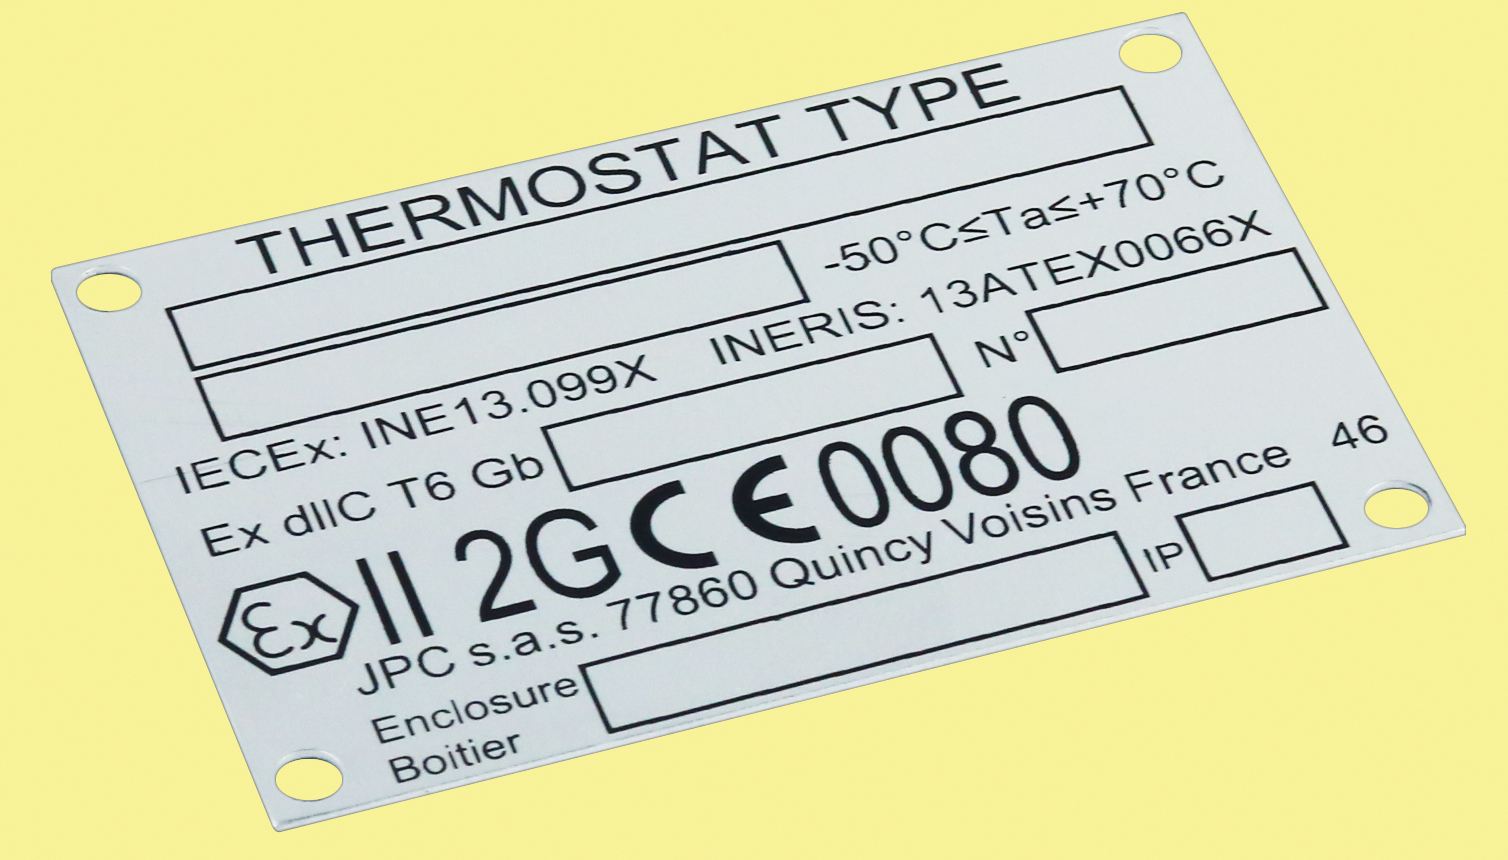 THERMOSTAT TYPE
-50°C≤Ta≤+70°C
IECEx: INE13.099X INERIS: 13ATEX0066X
Ex dIIC T6 Gb N°
Ex II 2G CE 0080
JPC s.a.s. 77860 Quincy Voisins France 46
Enclosure IP
Boitier